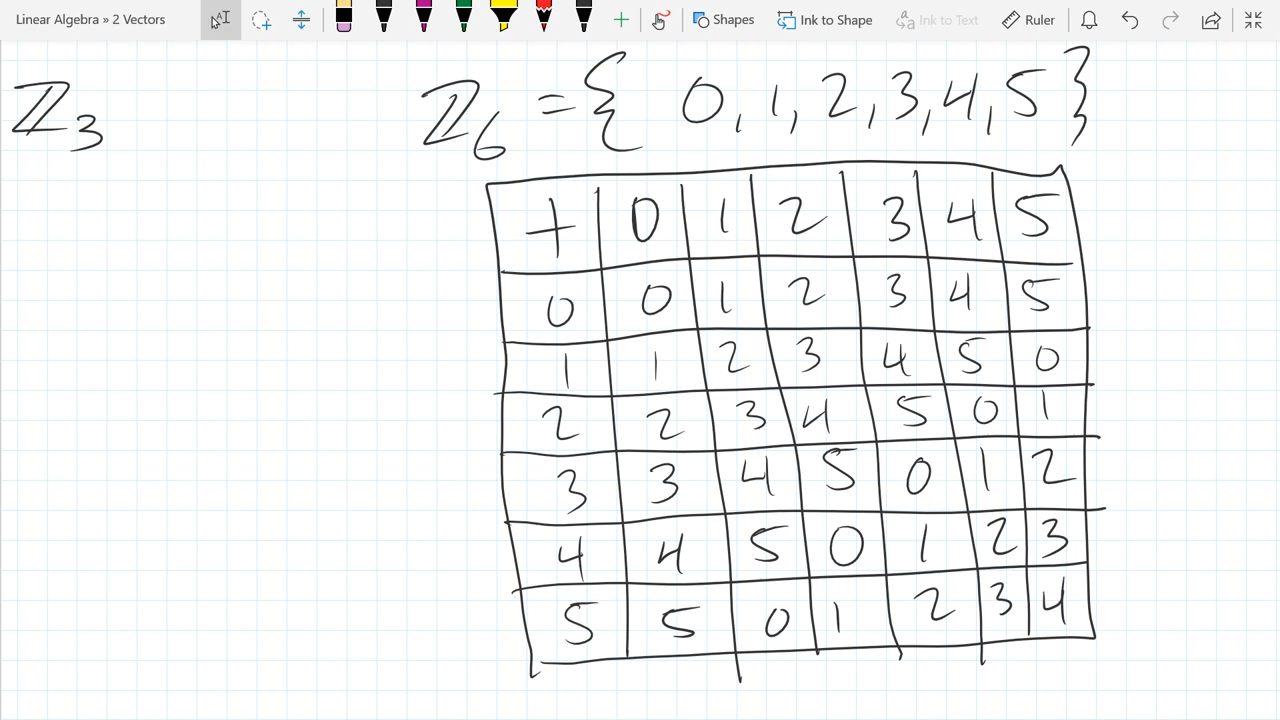 Linear Algebra » 2 Vectors Shapes Ink to Shape Ink to Text Ruler
ℤ₃ ℤ₆ = { 0, 1, 2, 3, 4, 5 }
+ 0 1 2 3 4 5
0 0 1 2 3 4 5
1 1 2 3 4 5 0
2 2 3 4 5 0 1
3 3 4 5 0 1 2
4 4 5 0 1 2 3
5 5 0 1 2 3 4